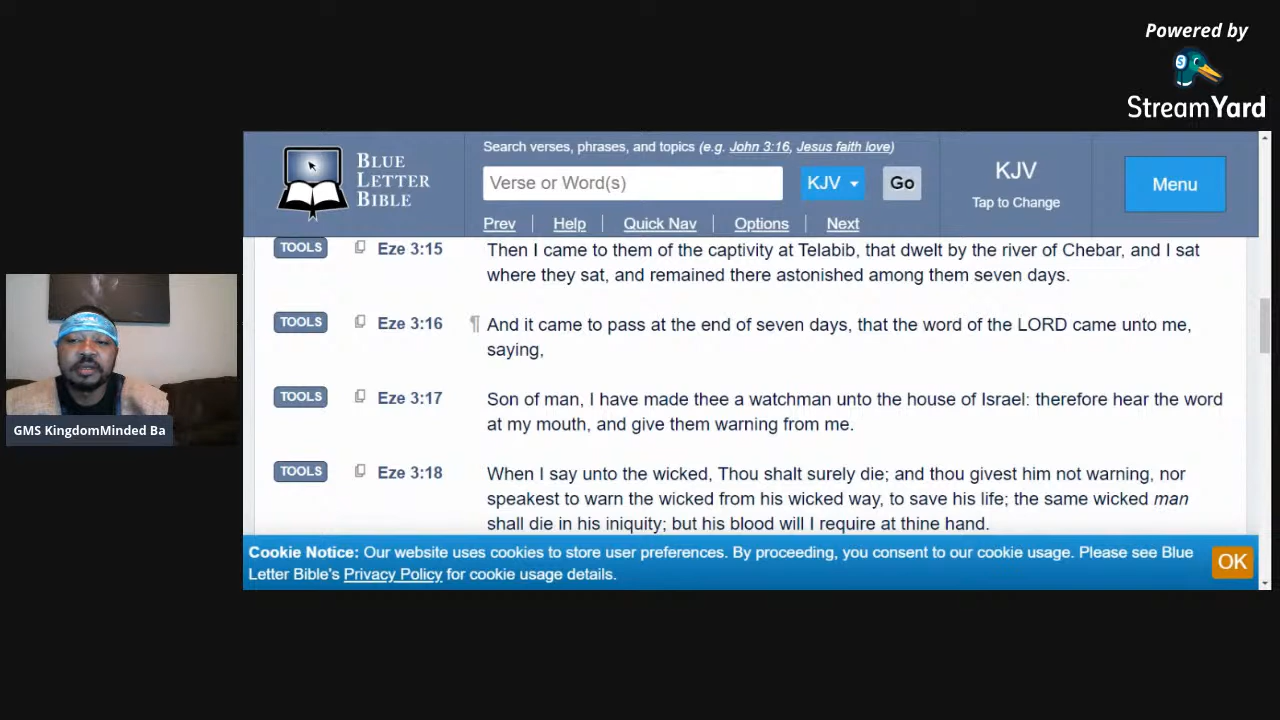 Powered by
StreamYard
BLUE
LETTER
BIBLE
Search verses, phrases, and topics (e.g. John 3:16, Jesus faith love)
Verse or Word(s)
KJV
Go
Prev
Help
Quick Nav
Options
Next
KJV
Tap to Change
Menu
TOOLS Eze 3:15 Then I came to them of the captivity at Telabib, that dwelt by the river of Chebar, and I sat
where they sat, and remained there astonished among them seven days.
TOOLS Eze 3:16 ¶ And it came to pass at the end of seven days, that the word of the LORD came unto me,
saying,
TOOLS Eze 3:17 Son of man, I have made thee a watchman unto the house of Israel: therefore hear the word
at my mouth, and give them warning from me.
TOOLS Eze 3:18 When I say unto the wicked, Thou shalt surely die; and thou givest him not warning, nor
speakest to warn the wicked from his wicked way, to save his life; the same wicked man
shall die in his iniquity; but his blood will I require at thine hand.
Cookie Notice: Our website uses cookies to store user preferences. By proceeding, you consent to our cookie usage. Please see Blue
Letter Bible's Privacy Policy for cookie usage details.
OK
GMS KingdomMinded Ba